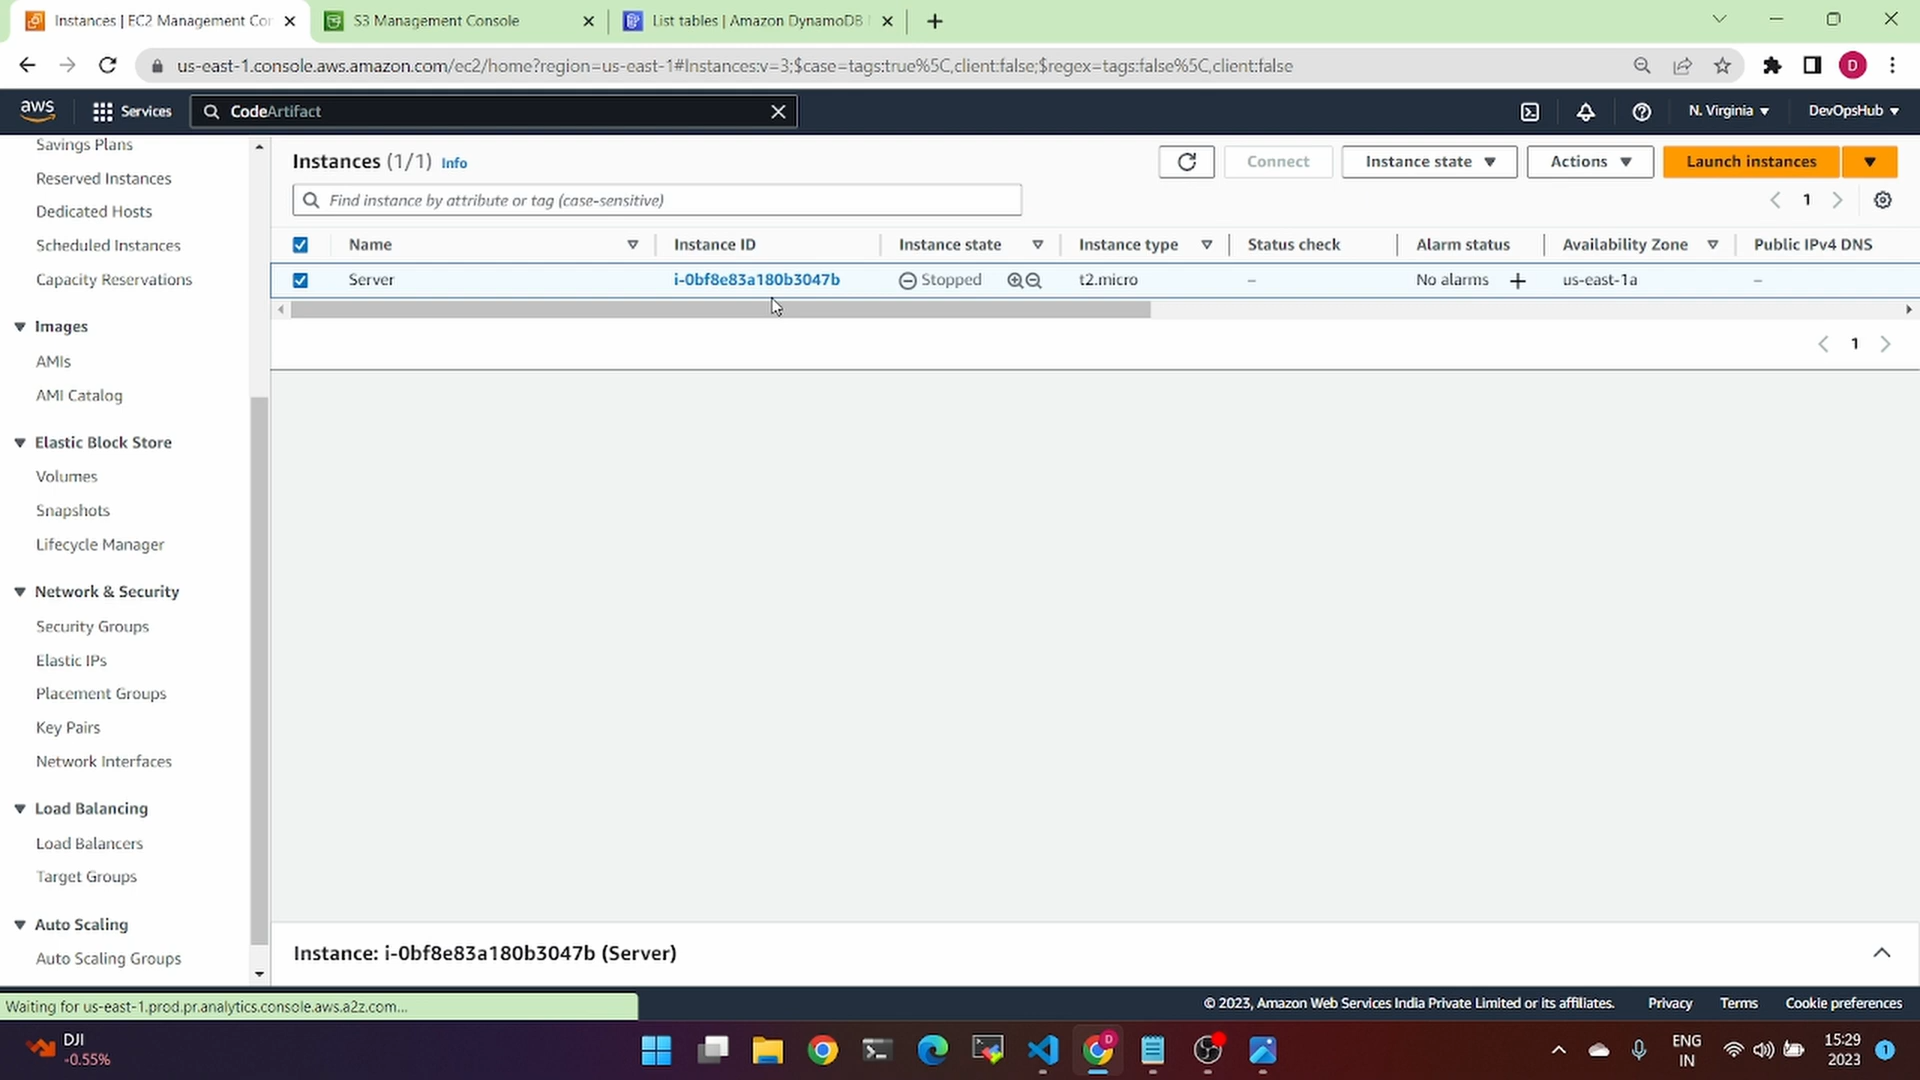 Instances | EC2 Management Con
S3 Management Console
List tables | Amazon DynamoDB
us-east-1.console.aws.amazon.com/ec2/home?region=us-east-1#Instances:v=3;$case=tags:true%5C,client:false;$regex=tags:false%5C,client:false
D
aws
Services
CodeArtifact
N. Virginia
DevOpsHub
Savings Plans
Reserved Instances
Dedicated Hosts
Scheduled Instances
Capacity Reservations
Images
AMIs
AMI Catalog
Elastic Block Store
Volumes
Snapshots
Lifecycle Manager
Network & Security
Security Groups
Elastic IPs
Placement Groups
Key Pairs
Network Interfaces
Load Balancing
Load Balancers
Target Groups
Auto Scaling
Auto Scaling Groups
Instances (1/1) Info
Connect
Instance state
Actions
Launch instances
Find instance by attribute or tag (case-sensitive)
1
Name Instance ID Instance state Instance type Status check Alarm status Availability Zone Public IPv4 DNS
Server i-0bf8e83a180b3047b Stopped t2.micro – No alarms us-east-1a –
1
Instance: i-0bf8e83a180b3047b (Server)
Waiting for us-east-1.prod.pr.analytics.console.aws.a2z.com...
© 2023, Amazon Web Services India Private Limited or its affiliates. Privacy Terms Cookie preferences
DJI
-0.55%
D
ENG
IN
15:29
2023
1